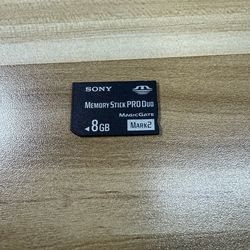 SONY
MEMORY STICK PRO DUO
MAGICGATE
8GB
MARK2